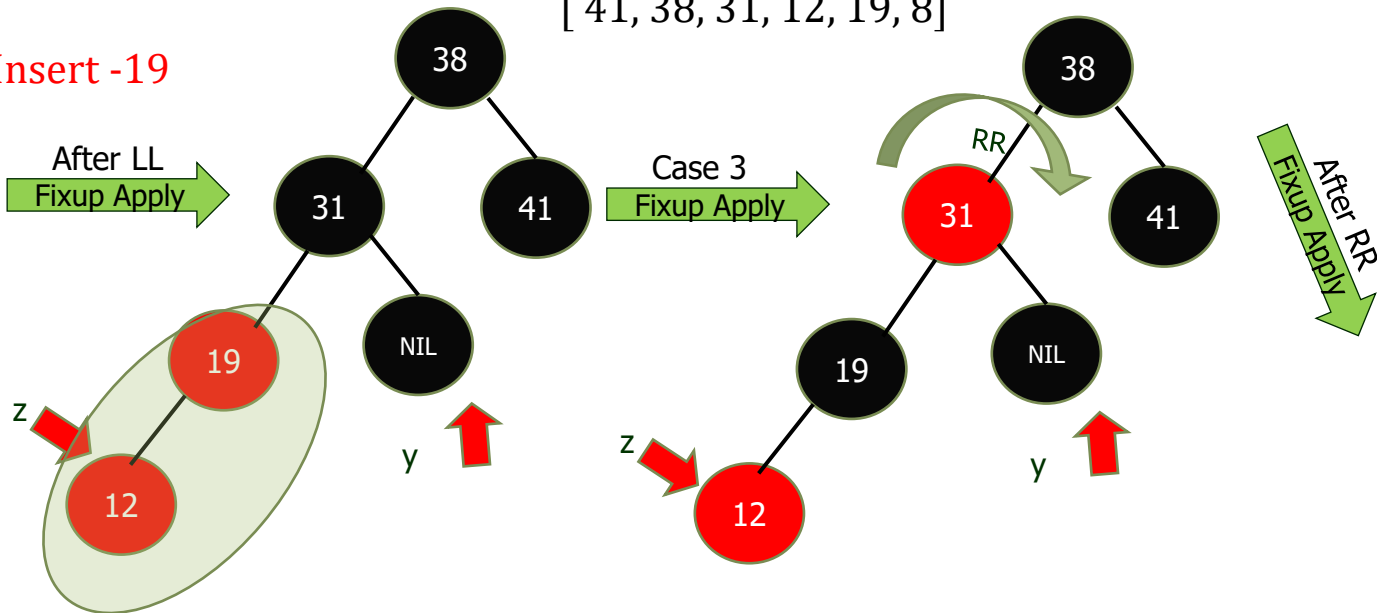 [ 41, 38, 31, 12, 19, 8]
Insert -19
After LL
Fixup Apply
38
31
41
19
NIL
z
12
y
Case 3
Fixup Apply
38
RR
31
41
19
NIL
z
12
y
After RR
Fixup Apply